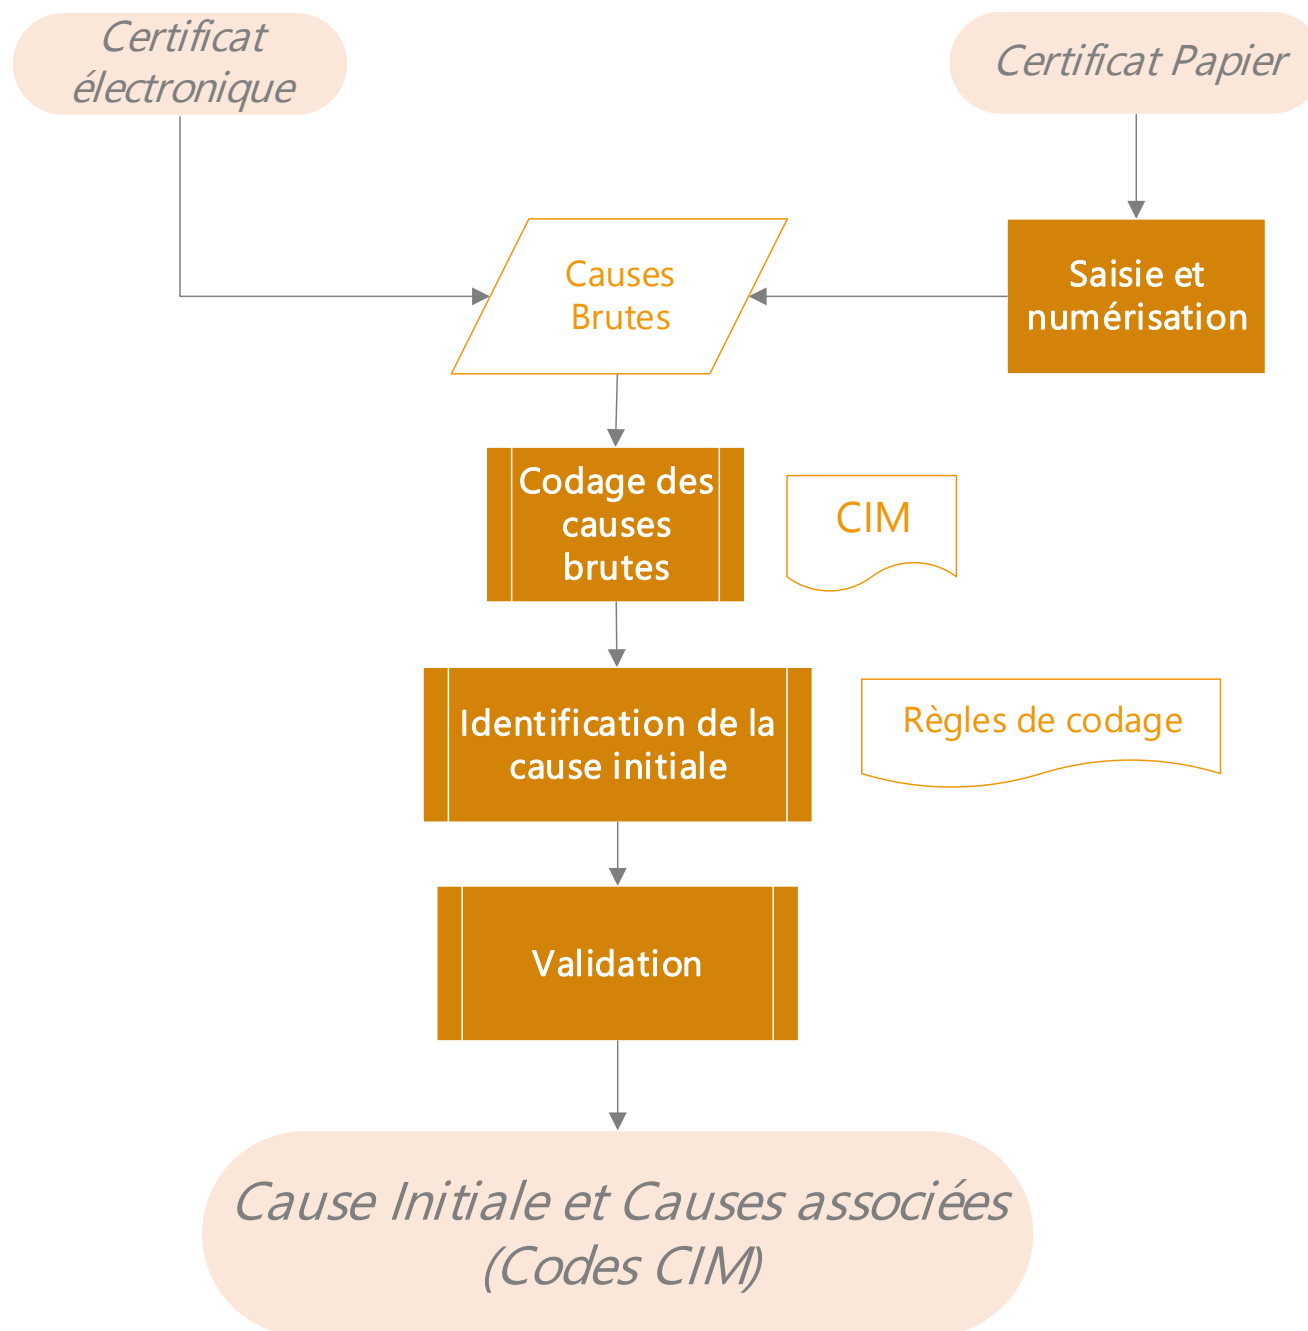 Certificat
électronique
Certificat Papier
Causes
Brutes
Saisie et
numérisation
Codage des
causes
brutes
CIM
Identification de la
cause initiale
Règles de codage
Validation
Cause Initiale et Causes associées
(Codes CIM)